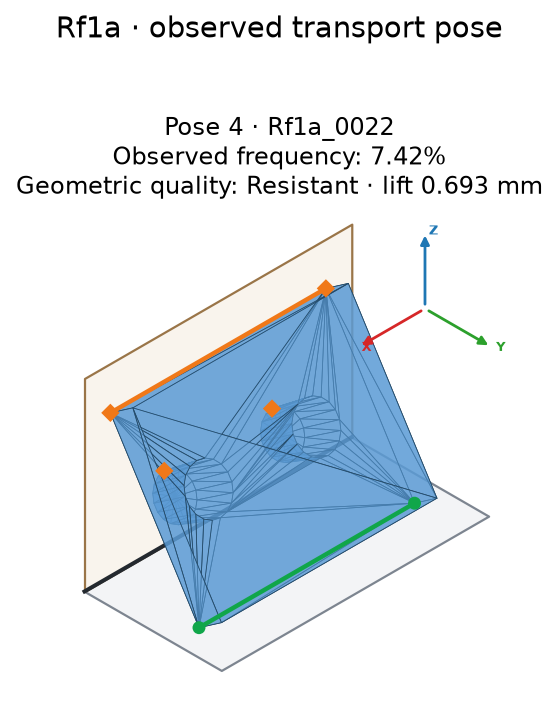 Rf1a · observed transport pose
Pose 4 · Rf1a_0022
Observed frequency: 7.42%
Geometric quality: Resistant · lift 0.693 mm
Z
X
Y